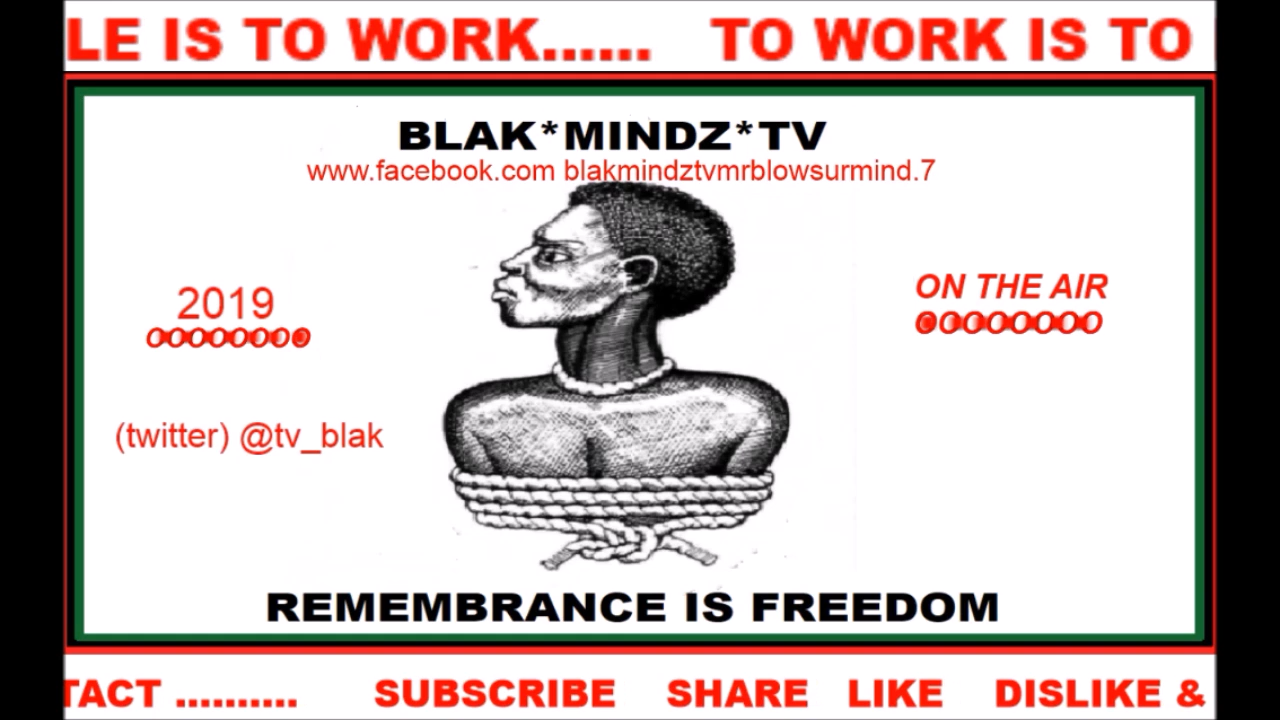 LE IS TO WORK...... TO WORK IS TO
BLAK*MINDZ*TV
www.facebook.com blakmindztvmrblowsurmind.7
2019
ON THE AIR
(twitter) @tv_blak
REMEMBRANCE IS FREEDOM
TACT .......... SUBSCRIBE SHARE LIKE DISLIKE &